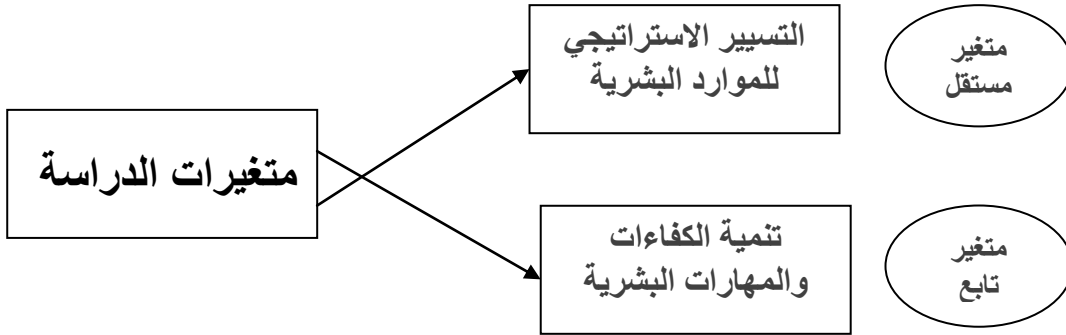 متغيرات الدراسة
التسيير الاستراتيجي
للموارد البشرية
متغير
مستقل
تنمية الكفاءات
والمهارات البشرية
متغير
تابع